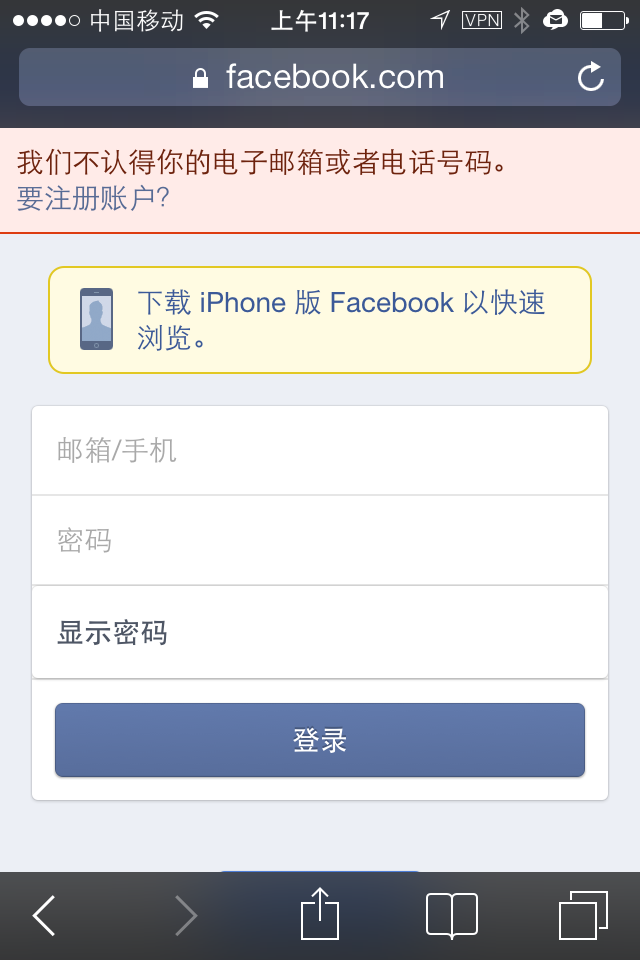 中国移动 上午11:17 VPN
facebook.com
我们不认得你的电子邮箱或者电话号码。
要注册账户?
下载 iPhone 版 Facebook 以快速
浏览。
邮箱/手机
密码
显示密码
登录